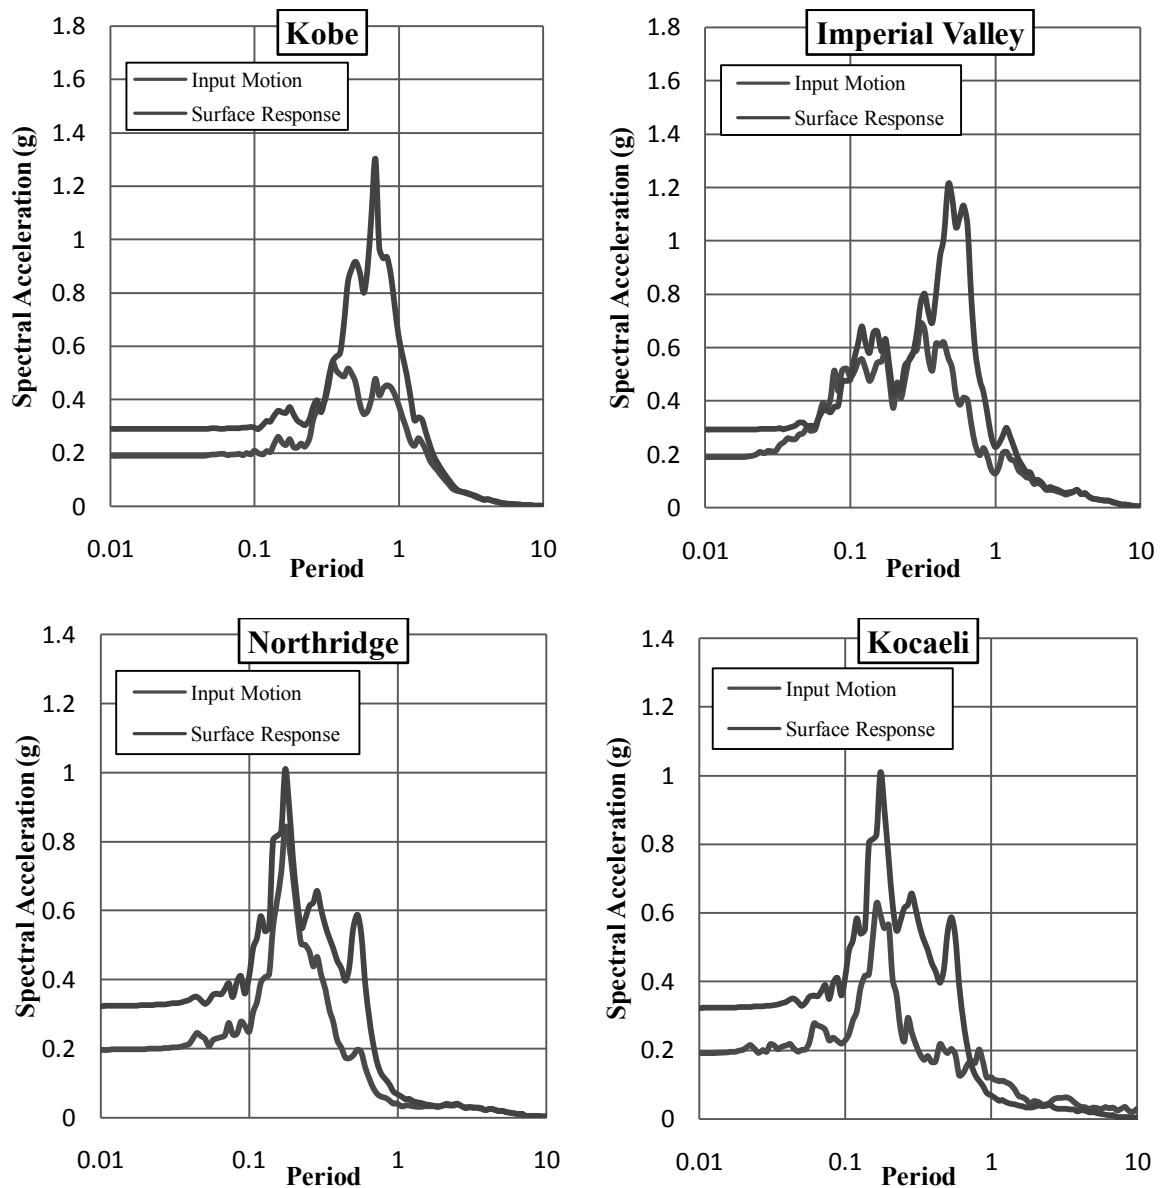 Kobe
Input Motion
Surface Response
Spectral Acceleration (g)
1.8
1.6
1.4
1.2
1
0.8
0.6
0.4
0.2
0
0.01 0.1 1 10
Period
Imperial Valley
Input Motion
Surface Response
Spectral Acceleration (g)
1.8
1.6
1.4
1.2
1
0.8
0.6
0.4
0.2
0
0.01 0.1 1 10
Period
Northridge
Input Motion
Surface Response
Spectral Acceleration (g)
1.4
1.2
1
0.8
0.6
0.4
0.2
0
0.01 0.1 1 10
Period
Kocaeli
Input Motion
Surface Response
Spectral Acceleration (g)
1.4
1.2
1
0.8
0.6
0.4
0.2
0
0.01 0.1 1 10
Period